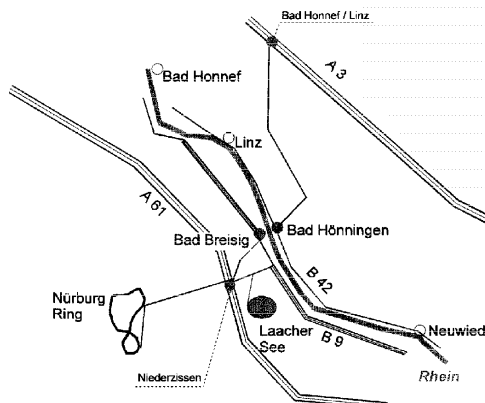 Bad Honnef / Linz
A 3
Bad Honnef
Linz
A 61
Bad Breisig
Bad Hönningen
B 42
Nürburg
Ring
Laacher
See
B 9
Neuwied
Rhein
Niederzissen